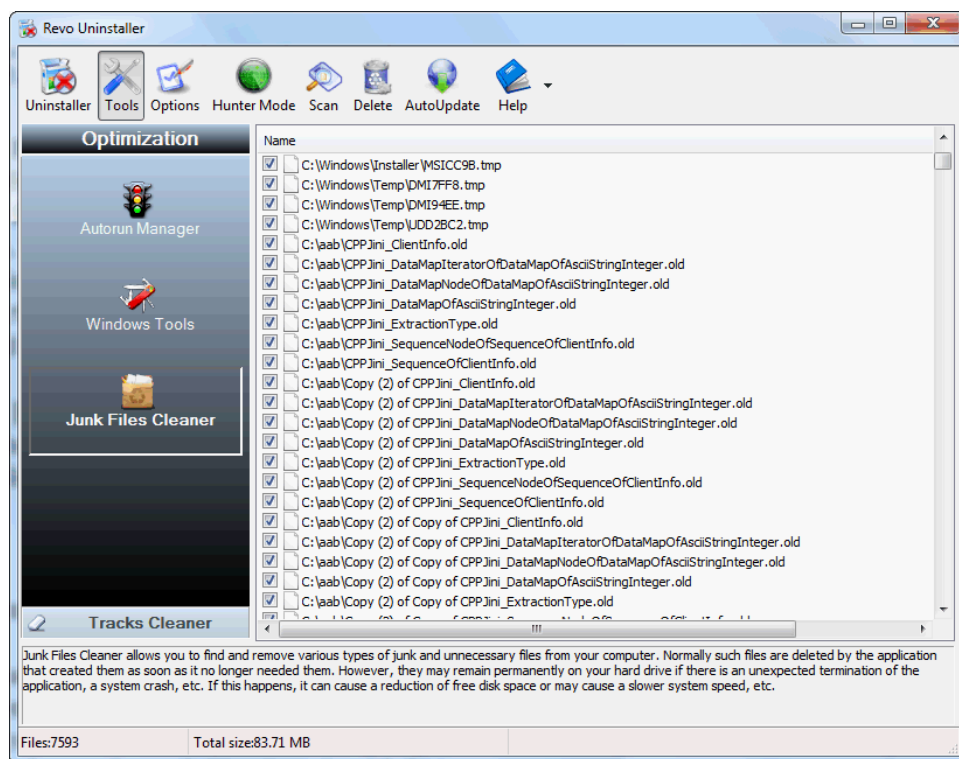 Revo Uninstaller
Uninstaller Tools Options Hunter Mode Scan Delete AutoUpdate Help
Optimization
Autorun Manager
Windows Tools
Junk Files Cleaner
Tracks Cleaner
Name
C:\Windows\Installer\MSICC9B.tmp
C:\Windows\Temp\DMI7FF8.tmp
C:\Windows\Temp\DMI94EE.tmp
C:\Windows\Temp\UDD2BC2.tmp
C:\aab\CPPJini_ClientInfo.old
C:\aab\CPPJini_DataMapIteratorOfDataMapOfAsciiStringInteger.old
C:\aab\CPPJini_DataMapNodeOfDataMapOfAsciiStringInteger.old
C:\aab\CPPJini_DataMapOfAsciiStringInteger.old
C:\aab\CPPJini_ExtractionType.old
C:\aab\CPPJini_SequenceNodeOfSequenceOfClientInfo.old
C:\aab\CPPJini_SequenceOfClientInfo.old
C:\aab\Copy (2) of CPPJini_ClientInfo.old
C:\aab\Copy (2) of CPPJini_DataMapIteratorOfDataMapOfAsciiStringInteger.old
C:\aab\Copy (2) of CPPJini_DataMapNodeOfDataMapOfAsciiStringInteger.old
C:\aab\Copy (2) of CPPJini_DataMapOfAsciiStringInteger.old
C:\aab\Copy (2) of CPPJini_ExtractionType.old
C:\aab\Copy (2) of CPPJini_SequenceNodeOfSequenceOfClientInfo.old
C:\aab\Copy (2) of CPPJini_SequenceOfClientInfo.old
C:\aab\Copy (2) of Copy of CPPJini_ClientInfo.old
C:\aab\Copy (2) of Copy of CPPJini_DataMapIteratorOfDataMapOfAsciiStringInteger.old
C:\aab\Copy (2) of Copy of CPPJini_DataMapNodeOfDataMapOfAsciiStringInteger.old
C:\aab\Copy (2) of Copy of CPPJini_DataMapOfAsciiStringInteger.old
C:\aab\Copy (2) of Copy of CPPJini_ExtractionType.old
Junk Files Cleaner allows you to find and remove various types of junk and unnecessary files from your computer. Normally such files are deleted by the application
that created them as soon as it no longer needed them. However, they may remain permanently on your hard drive if there is an unexpected termination of the
application, a system crash, etc. If this happens, it can cause a reduction of free disk space or may cause a slower system speed, etc.
Files:7593 Total size:83.71 MB